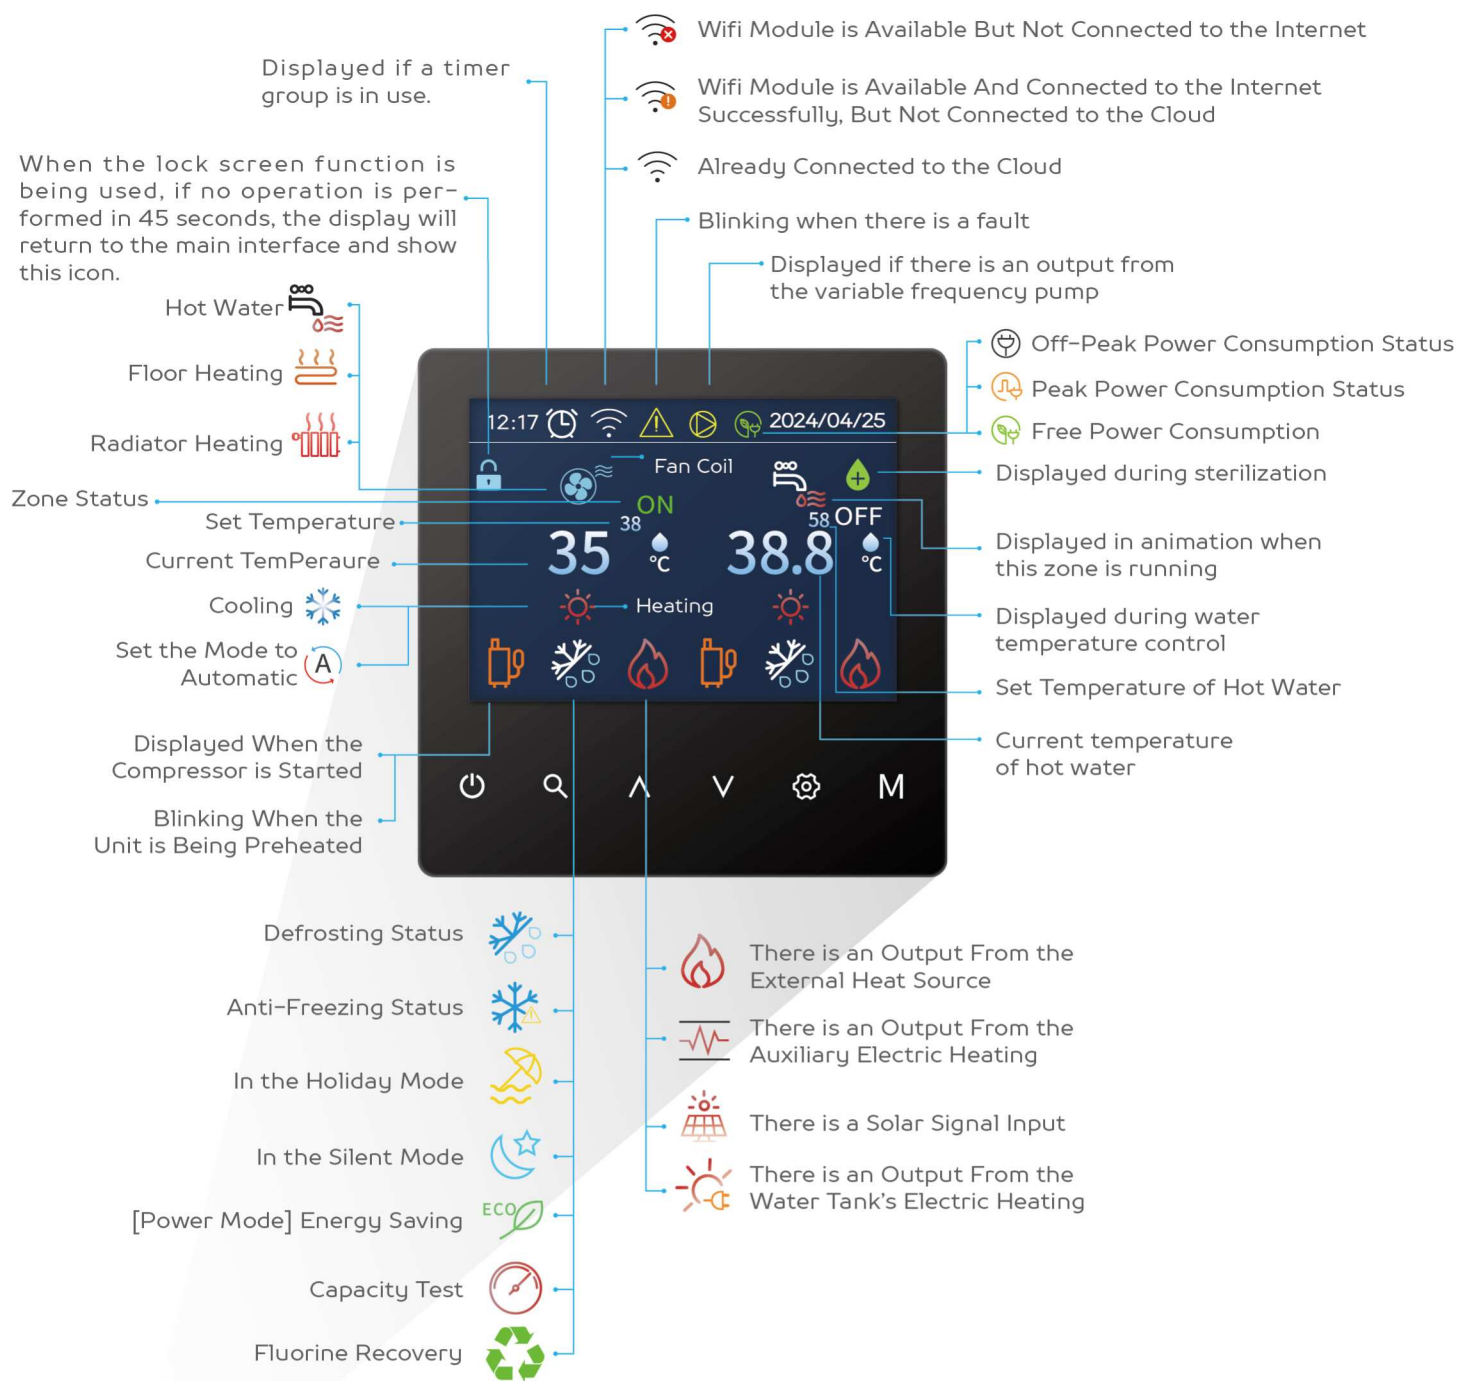 Wifi Module is Available But Not Connected to the Internet
Displayed if a timer
group is in use.
Wifi Module is Available And Connected to the Internet
Successfully, But Not Connected to the Cloud
When the lock screen function is
being used, if no operation is per-
formed in 45 seconds, the display will
return to the main interface and show
this icon.
Already Connected to the Cloud
Blinking when there is a fault
Displayed if there is an output from
the variable frequency pump
Hot Water
Floor Heating
Radiator Heating
Zone Status
Set Temperature
Current TemPeraure
Cooling
Set the Mode to
Automatic
A
Displayed When the
Compressor is Started
Blinking When the
Unit is Being Preheated
12:17
2024/04/25
Fan Coil
ON
38
35
°C
58
OFF
38.8
°C
Heating
M
Off-Peak Power Consumption Status
Peak Power Consumption Status
Free Power Consumption
Displayed during sterilization
Displayed in animation when
this zone is running
Displayed during water
temperature control
Set Temperature of Hot Water
Current temperature
of hot water
Defrosting Status
Anti-Freezing Status
In the Holiday Mode
In the Silent Mode
[Power Mode] Energy Saving
ECO
Capacity Test
Fluorine Recovery
There is an Output From the
External Heat Source
There is an Output From the
Auxiliary Electric Heating
There is a Solar Signal Input
There is an Output From the
Water Tank's Electric Heating